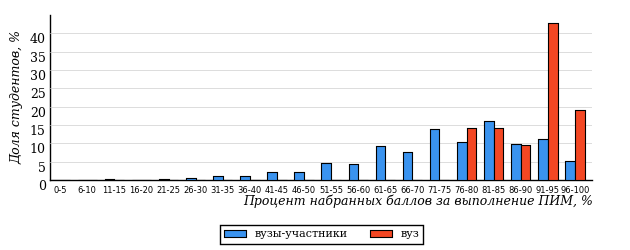 Доля студентов, %
40
35
30
25
20
15
10
5
0
0-5 6-10 11-15 16-20 21-25 26-30 31-35 36-40 41-45 46-50 51-55 56-60 61-65 66-70 71-75 76-80 81-85 86-90 91-95 96-100
Процент набранных баллов за выполнение ПИМ, %
вузы-участники вуз